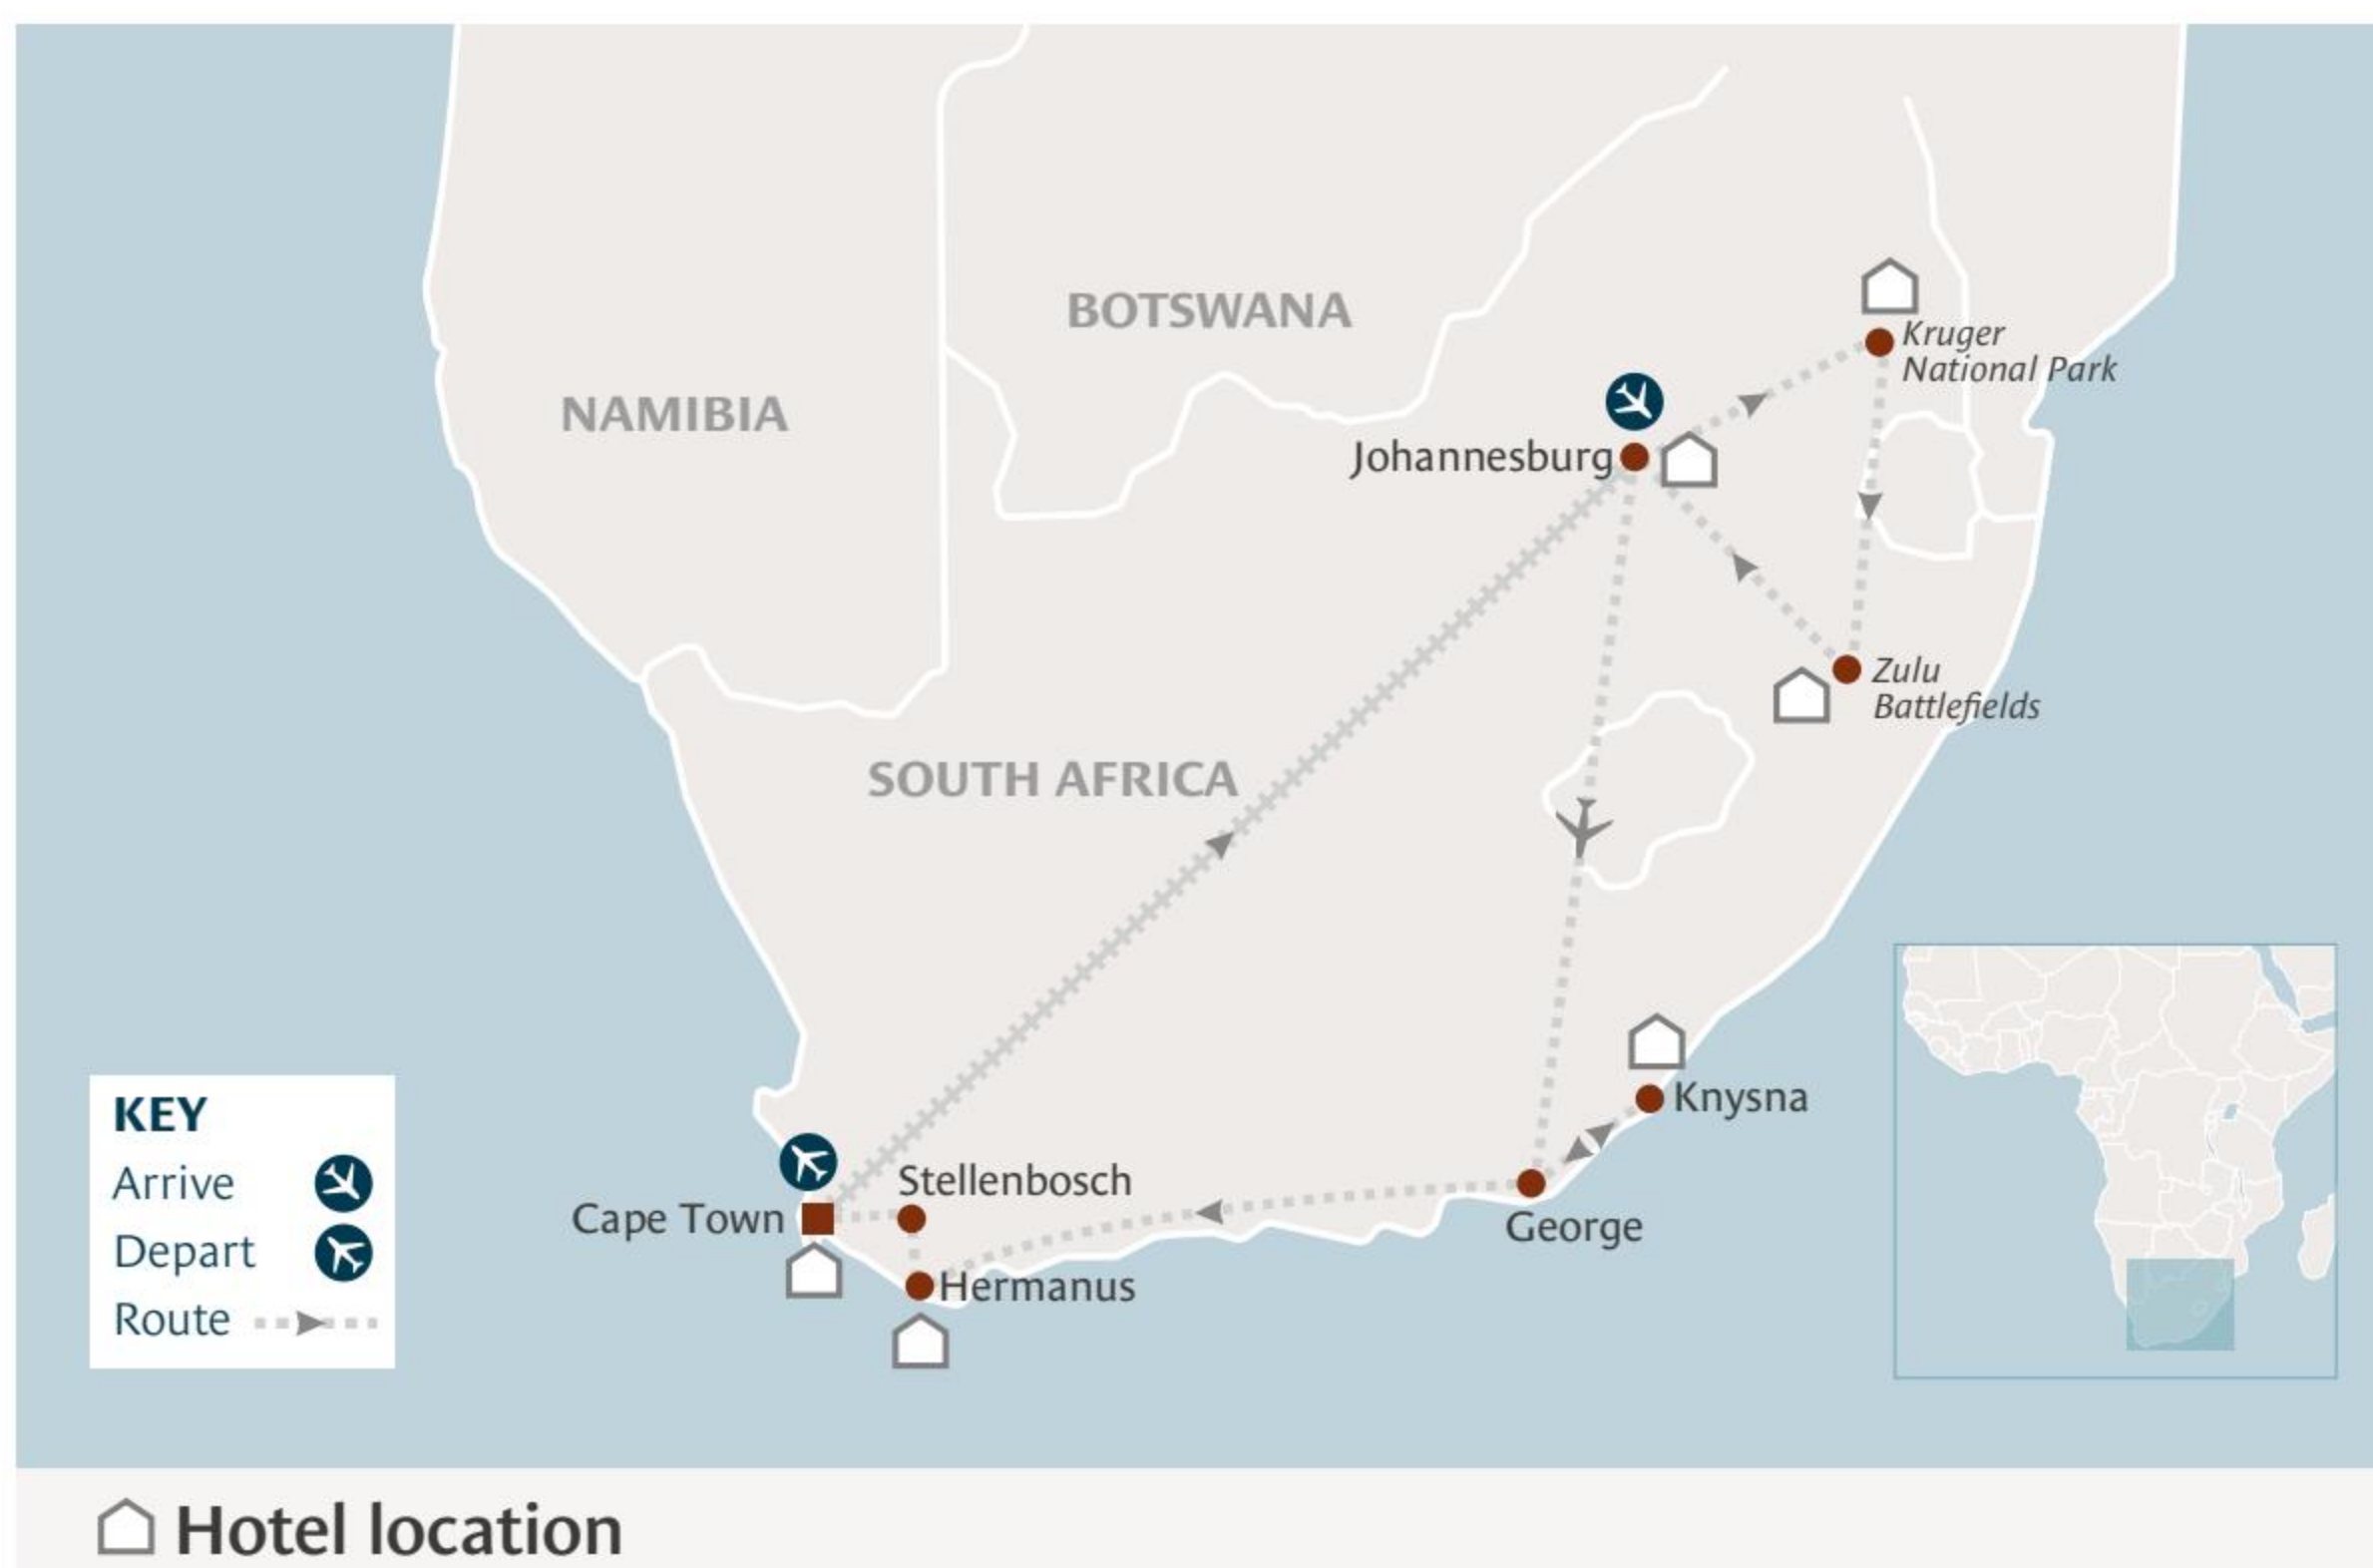 BOTSWANA
NAMIBIA
Kruger
National Park
Johannesburg
Zulu
Battlefields
SOUTH AFRICA
Knysna
Stellenbosch
Cape Town
George
Hermanus
KEY
Arrive
Depart
Route
Hotel location